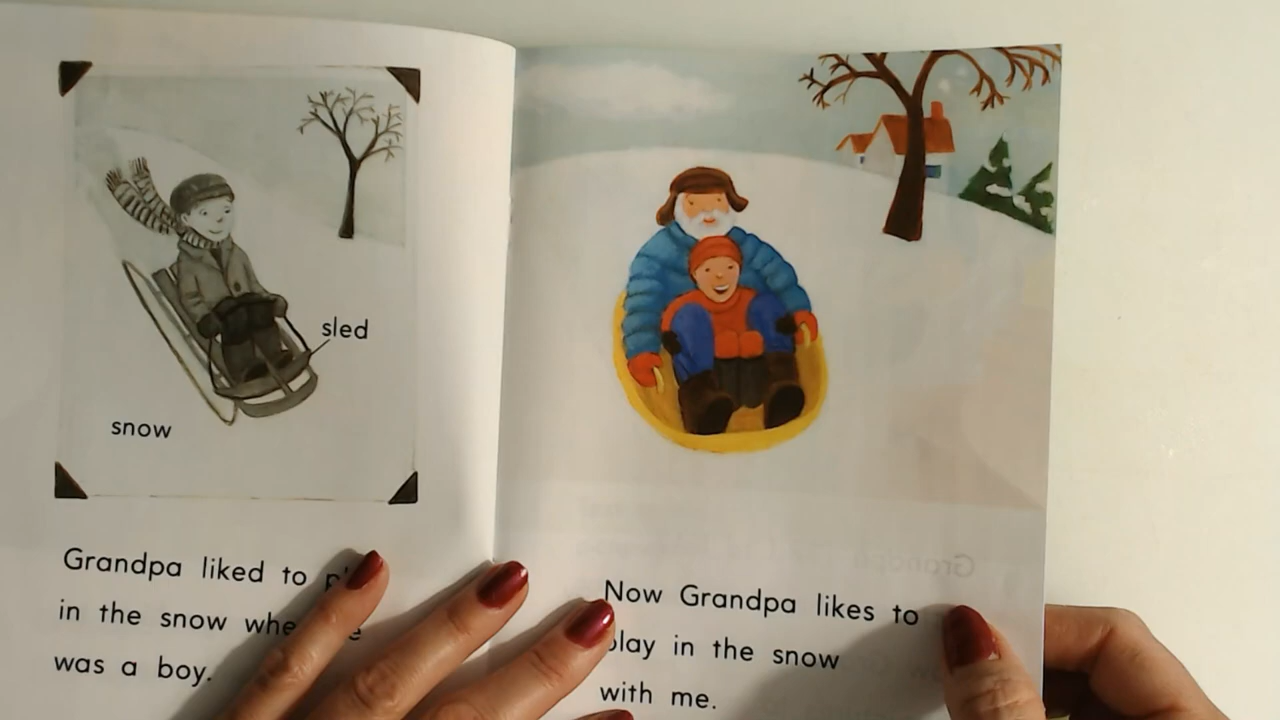 sled
snow
Grandpa liked to
in the snow
was a boy.
Now Grandpa likes to
play in the snow
with me.